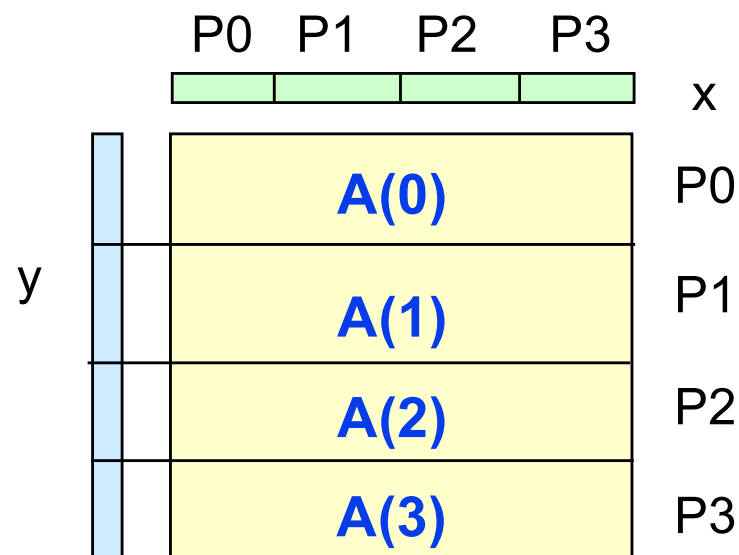 P0 P1 P2 P3
x
A(0) P0
y
A(1) P1
A(2) P2
A(3) P3